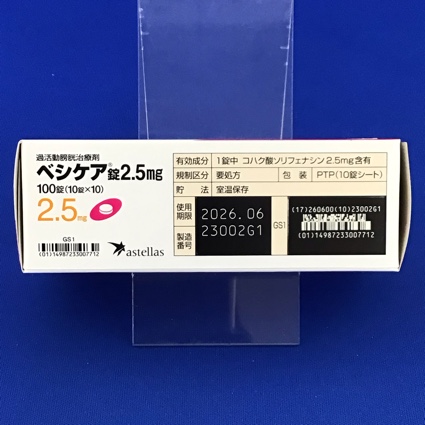 過活動膀胱治療剤
ベシケア®錠2.5mg
100錠(10錠×10)
2.5mg
GS1
(01)14987233007712
astellas
有効成分 1錠中 コハク酸ソリフェナシン 2.5mg含有
規制区分 要処方 包装 PTP(10錠シート)
貯法 室温保存
使用期限 2026.06
製造番号 23002G1
GS1
(17)260600(10)23002G1
(01)14987233007712